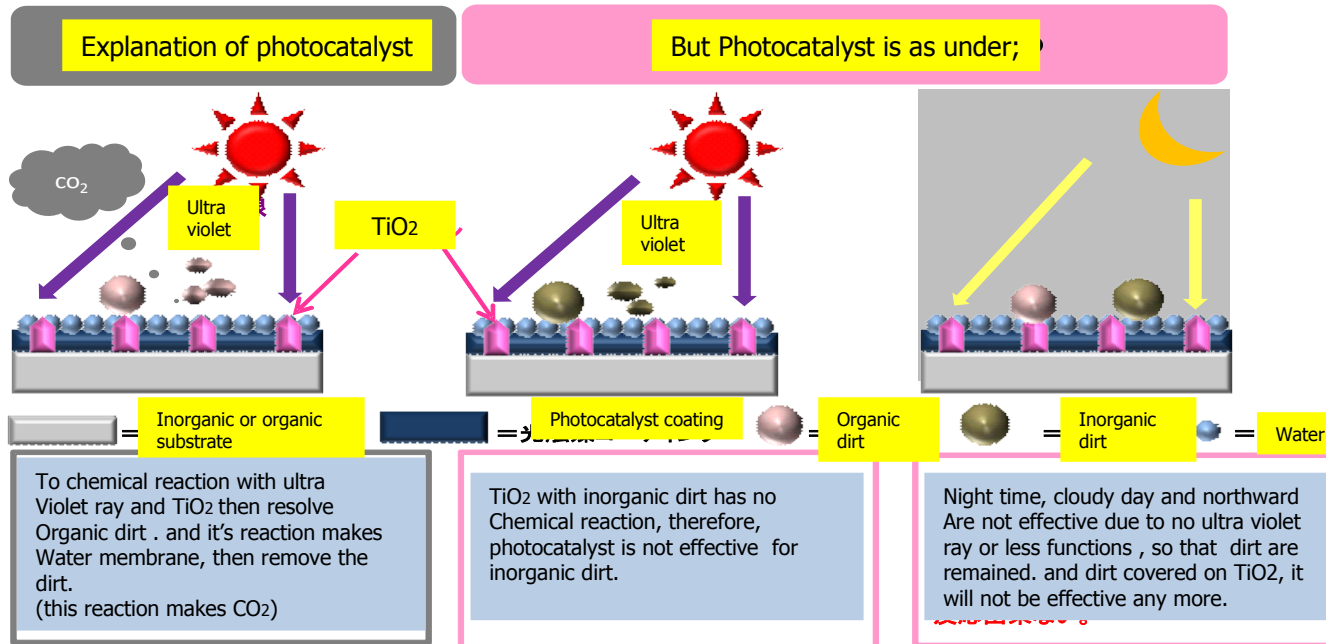 Explanation of photocatalyst
But Photocatalyst is as under;
CO2
Ultra
violet
TiO2
Ultra
violet
=
Inorganic or organic
substrate
=
Photocatalyst coating
=
Organic
dirt
=
Inorganic
dirt
=
Water
To chemical reaction with ultra
Violet ray and TiO2 then resolve
Organic dirt . and it's reaction makes
Water membrane, then remove the
dirt.
(this reaction makes CO2)
TiO2 with inorganic dirt has no
Chemical reaction, therefore,
photocatalyst is not effective for
inorganic dirt.
Night time, cloudy day and northward
Are not effective due to no ultra violet
ray or less functions , so that dirt are
remained. and dirt covered on TiO2, it
will not be effective any more.